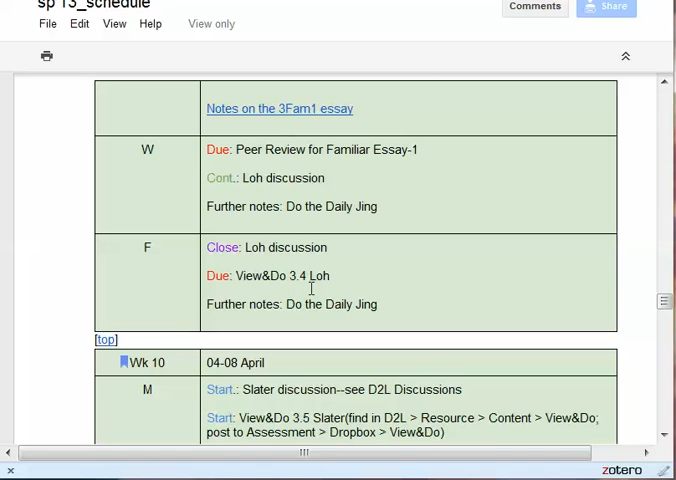 sp 13_schedule
Comments
Share
File Edit View Help View only
Notes on the 3Fam1 essay
W
Due: Peer Review for Familiar Essay-1
Cont.: Loh discussion
Further notes: Do the Daily Jing
F
Close: Loh discussion
Due: View&Do 3.4 Loh
Further notes: Do the Daily Jing
[top]
Wk 10
04-08 April
M
Start.: Slater discussion--see D2L Discussions
Start: View&Do 3.5 Slater(find in D2L > Resource > Content > View&Do;
post to Assessment > Dropbox > View&Do)
zotero